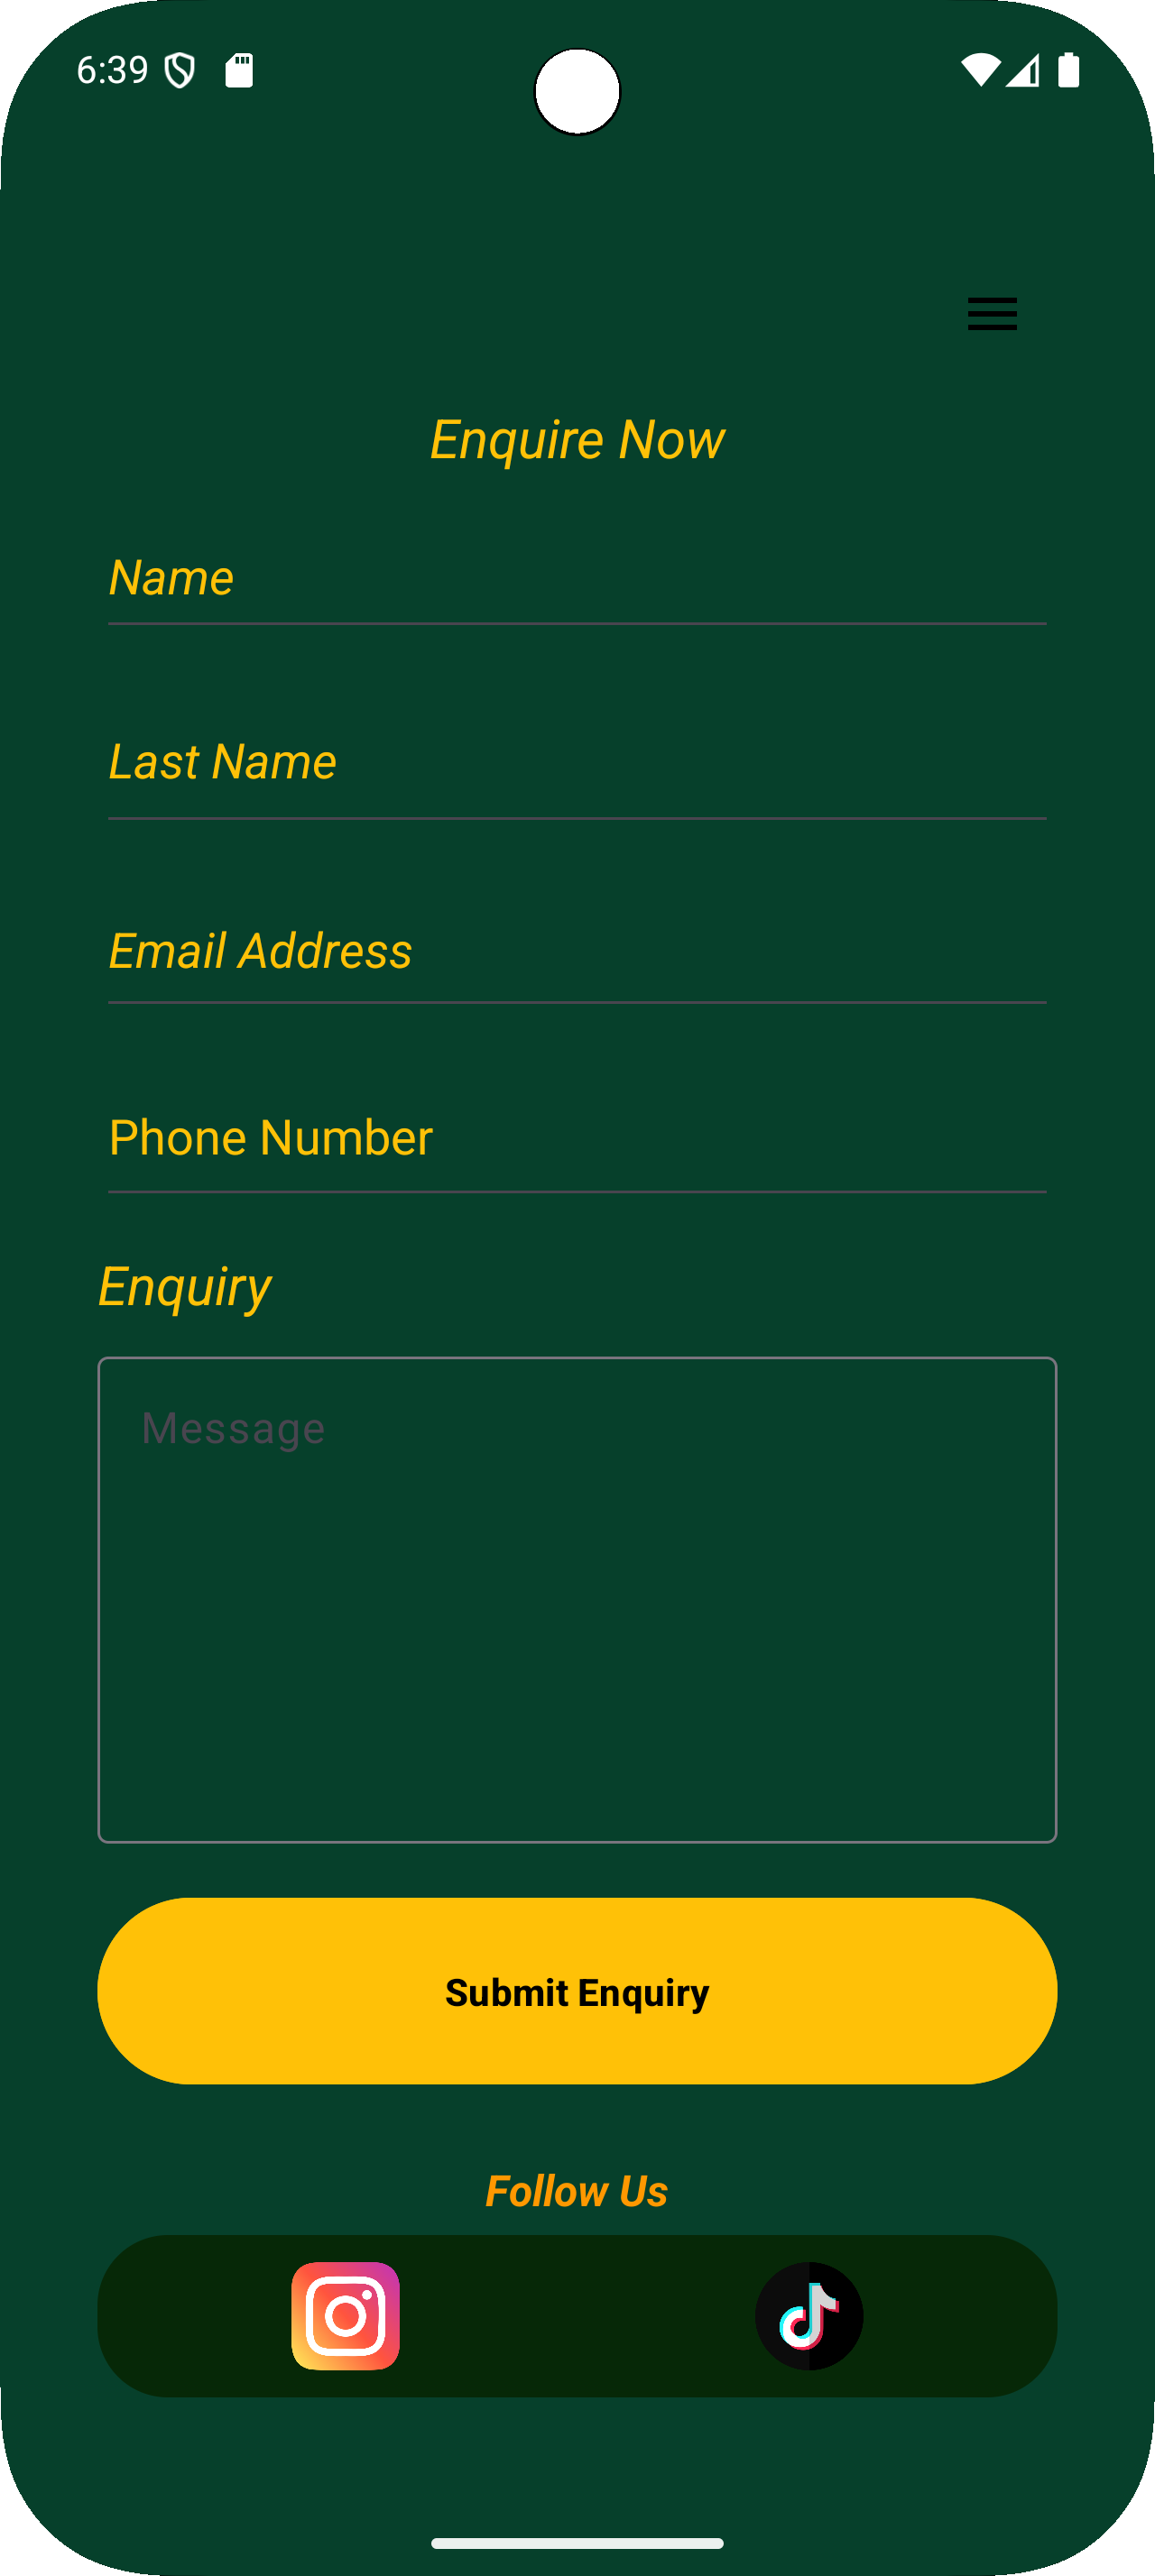 6:39
Enquire Now
Name
Last Name
Email Address
Phone Number
Enquiry
Message
Submit Enquiry
Follow Us